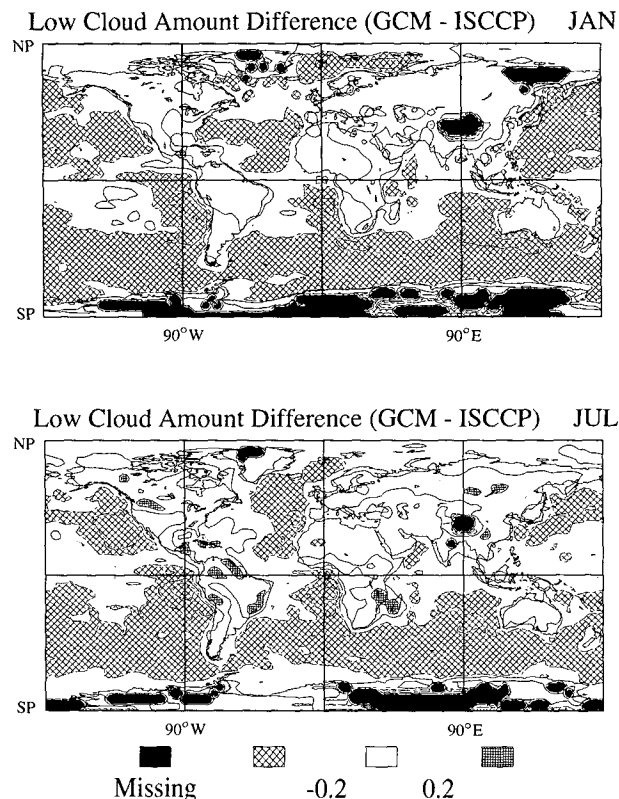 Low Cloud Amount Difference (GCM - ISCCP) JAN
NP
SP
90°W 90°E
Low Cloud Amount Difference (GCM - ISCCP) JUL
NP
SP
90°W 90°E
Missing -0.2 0.2